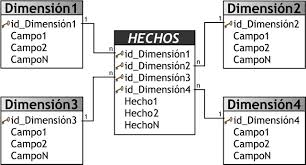 Dimensión1
id_Dimensión1
Campo1
Campo2
CampoN
1
n
HECHOS
id_Dimensión1
id_Dimensión2
id_Dimensión3
id_Dimensión4
Hecho1
Hecho2
HechoN
Dimensión2
id_Dimensión2
Campo1
Campo2
CampoN
1
n
Dimensión3
id_Dimensión3
Campo1
Campo2
CampoN
1
n
Dimensión4
id_Dimensión4
Campo1
Campo2
CampoN
1
n